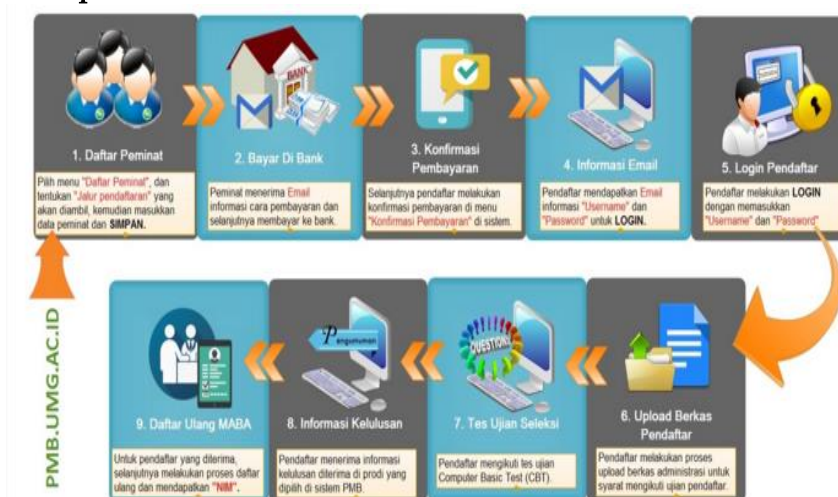 1. Daftar Peminat
Pilih menu "Daftar Peminat", dan
tentukan "Jalur pendaftaran" yang
akan diambil, kemudian masukkan
data peminat dan SIMPAN.
BANK
2. Bayar Di Bank
Peminat menerima Email
informasi cara pembayaran dan
selanjutnya membayar ke bank.
3. Konfirmasi
Pembayaran
Selanjutnya pendaftar melakukan
konfirmasi pembayaran di menu
"Konfirmasi Pembayaran" di sistem.
4. Informasi Email
Pendaftar mendapatkan Email
informasi "Username" dan
"Password" untuk LOGIN.
5. Login Pendaftar
Pendaftar melakukan LOGIN
dengan memasukkan
"Username" dan "Password"
6. Upload Berkas
Pendaftar
Pendaftar melakukan proses
upload berkas administrasi untuk
syarat mengikuti ujian pendaftar.
QUESTION
7. Tes Ujian Seleksi
Pendaftar mengikuti tes ujian
Computer Basic Test (CBT).
Pengumuman
8. Informasi Kelulusan
Pendaftar menerima informasi
kelulusan diterima di prodi yang
dipilih di sistem PMB.
9. Daftar Ulang MABA
Untuk pendaftar yang diterima,
selanjutnya melakukan proses daftar
ulang dan mendapatkan "NIM".
PMB.UMG.AC.ID